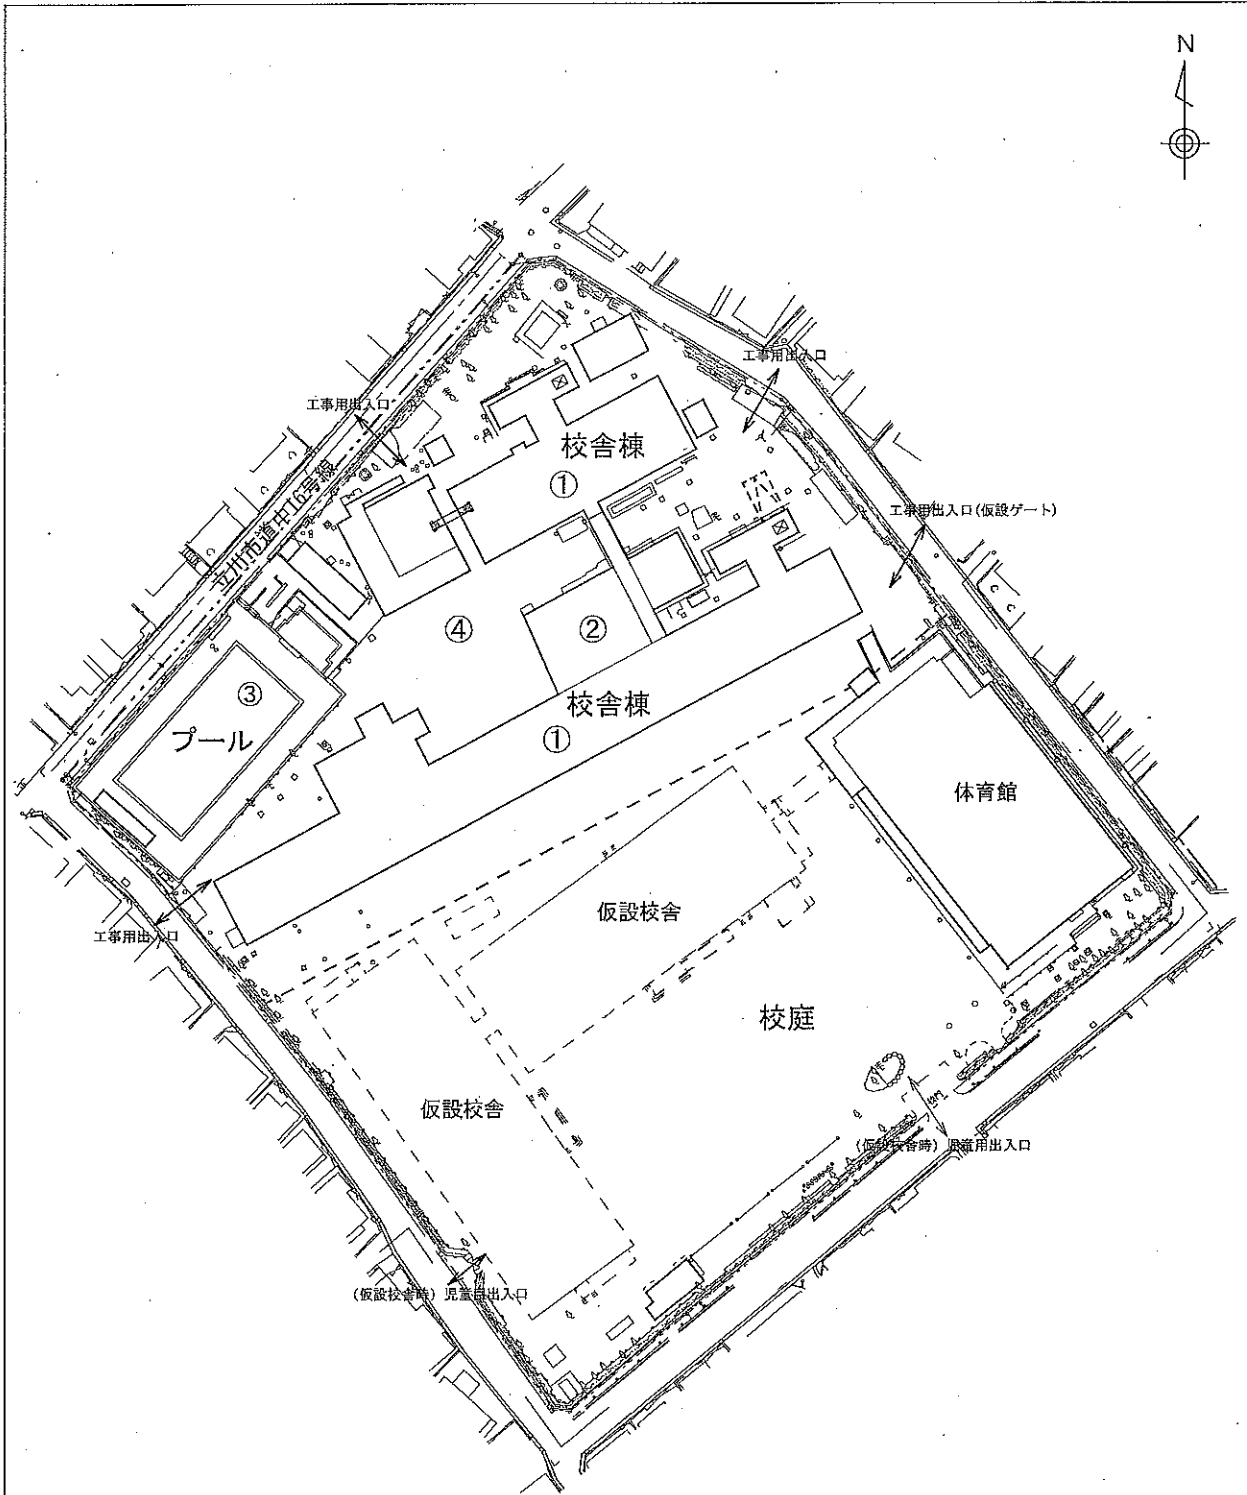 N
工事用出入口
工事用出入口
校舎棟
①
立川市道中16号線
工事用出入口(仮設ゲート)
④
②
③
校舎棟
プール
①
体育館
仮設校舎
工事用出入口
校庭
仮設校舎
正門
(仮設校舎時) 児童用出入口
(仮設校舎時) 児童用出入口